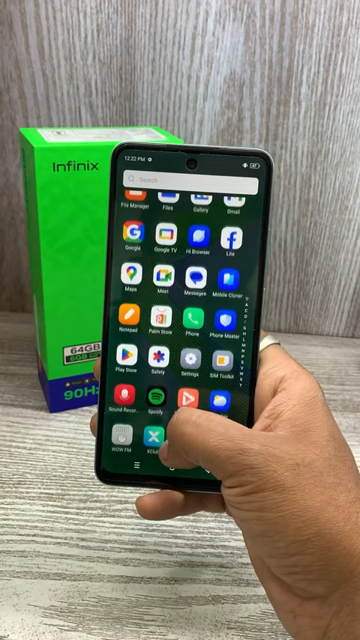 Infinix
64GB
90Hz
12:22 PM
Search
File Manager Files Gallery Gmail
Google Google TV Hi Browser Lite
Maps Meet Messages Mobile Cloner
Notepad Palm Store Phone Phone Master
Play Store Safety Settings SIM Toolkit
Sound Recor... Spotify
WOW FM XClub